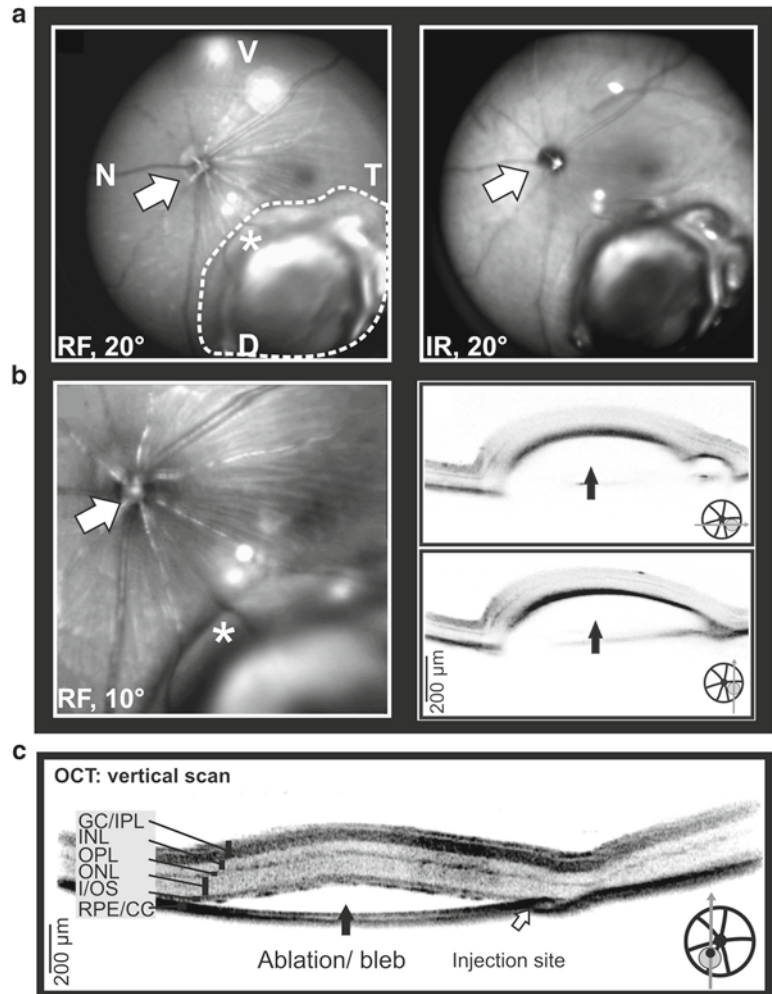 a
V
N
T
*
D
RF, 20°
IR, 20°
b
*
RF, 10°
200 µm
c
OCT: vertical scan
GC/IPL
INL
OPL
ONL
I/OS
RPE/CC
200 µm
Ablation/ bleb
Injection site